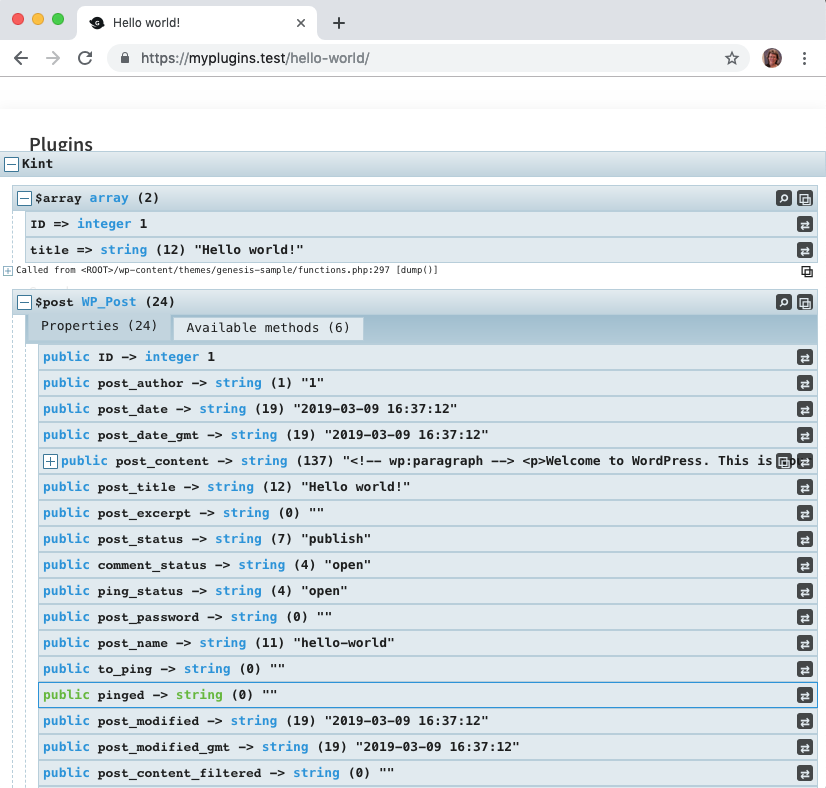 Hello world!
https://myplugins.test/hello-world/
Plugins
Kint
$array array (2)
ID => integer 1
title => string (12) "Hello world!"
Called from <ROOT>/wp-content/themes/genesis-sample/functions.php:297 [dump()]
$post WP_Post (24)
Properties (24) Available methods (6)
public ID -> integer 1
public post_author -> string (1) "1"
public post_date -> string (19) "2019-03-09 16:37:12"
public post_date_gmt -> string (19) "2019-03-09 16:37:12"
public post_content -> string (137) "<!-- wp:paragraph --> <p>Welcome to WordPress. This is
public post_title -> string (12) "Hello world!"
public post_excerpt -> string (0) ""
public post_status -> string (7) "publish"
public comment_status -> string (4) "open"
public ping_status -> string (4) "open"
public post_password -> string (0) ""
public post_name -> string (11) "hello-world"
public to_ping -> string (0) ""
public pinged -> string (0) ""
public post_modified -> string (19) "2019-03-09 16:37:12"
public post_modified_gmt -> string (19) "2019-03-09 16:37:12"
public post_content_filtered -> string (0) ""